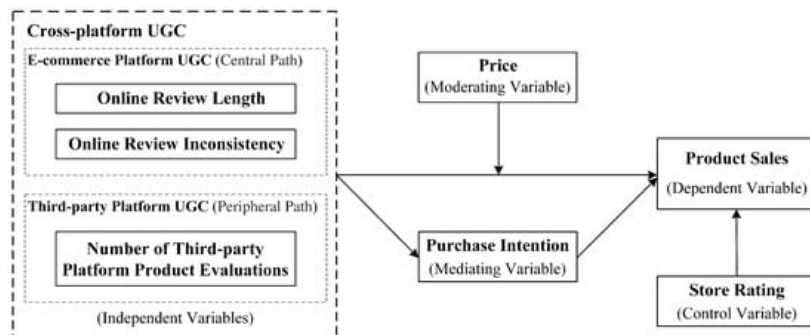 Cross-platform UGC
E-commerce Platform UGC (Central Path)
Online Review Length
Online Review Inconsistency
Third-party Platform UGC (Peripheral Path)
Number of Third-party
Platform Product Evaluations
(Independent Variables)
Price
(Moderating Variable)
Purchase Intention
(Mediating Variable)
Product Sales
(Dependent Variable)
Store Rating
(Control Variable)